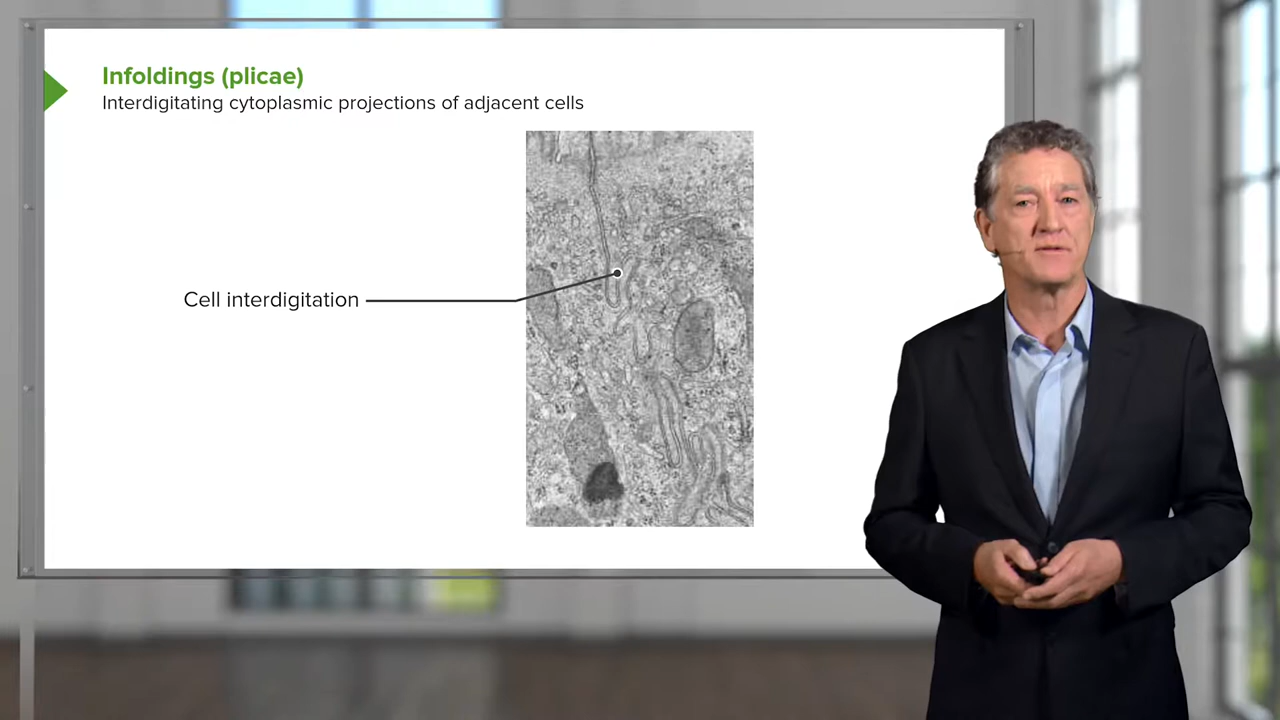 Infoldings (plicae)
Interdigitating cytoplasmic projections of adjacent cells
Cell interdigitation